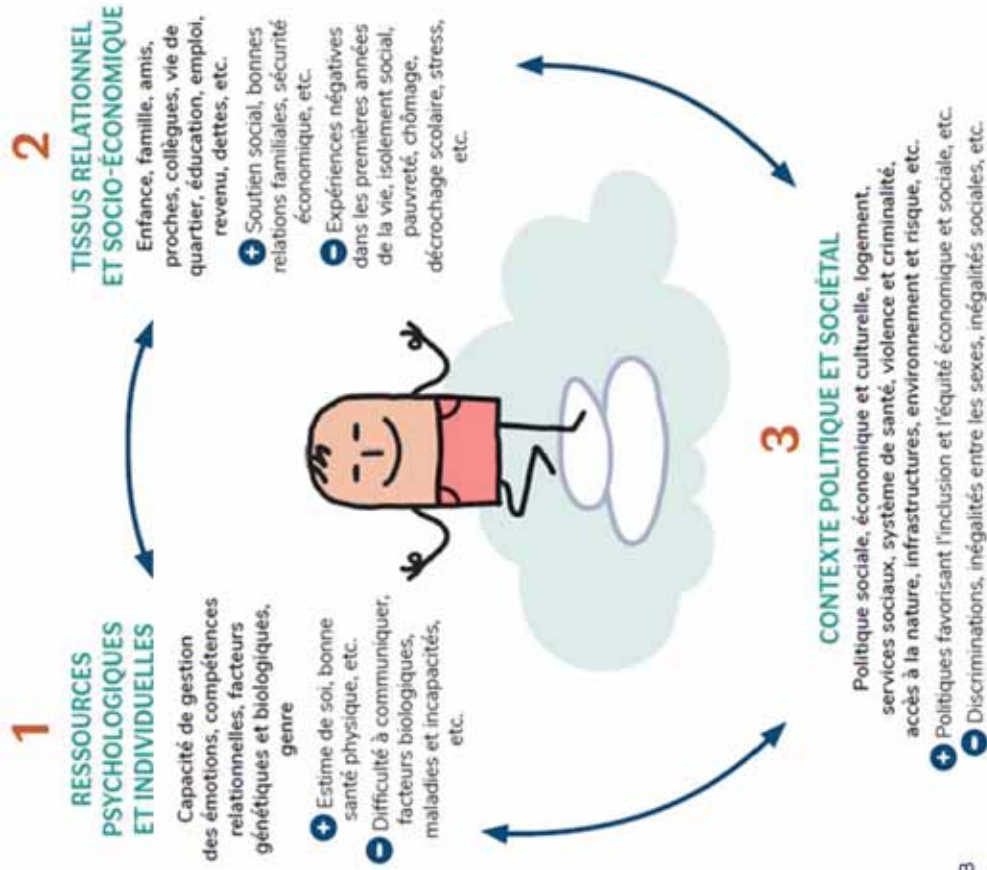 1
RESSOURCES
PSYCHOLOGIQUES
ET INDIVIDUELLES
Capacité de gestion
des émotions, compétences
relationnelles, facteurs
génétiques et biologiques,
genre
+ Estime de soi, bonne
santé physique, etc.
- Difficulté à communiquer,
facteurs biologiques,
maladies et incapacités,
etc.
2
TISSUS RELATIONNEL
ET SOCIO-ÉCONOMIQUE
Enfance, famille, amis,
proches, collègues, vie de
quartier, éducation, emploi,
revenu, dettes, etc.
+ Soutien social, bonnes
relations familiales, sécurité
économique, etc.
- Expériences négatives
dans les premières années
de la vie, isolement social,
pauvreté, chômage,
décrochage scolaire, stress,
etc.
3
CONTEXTE POLITIQUE ET SOCIÉTAL
Politique sociale, économique et culturelle, logement,
services sociaux, système de santé, violence et criminalité,
accès à la nature, infrastructures, environnement et risque, etc.
+ Politiques favorisant l'inclusion et l'équité économique et sociale, etc.
- Discriminations, inégalités entre les sexes, inégalités sociales, etc.